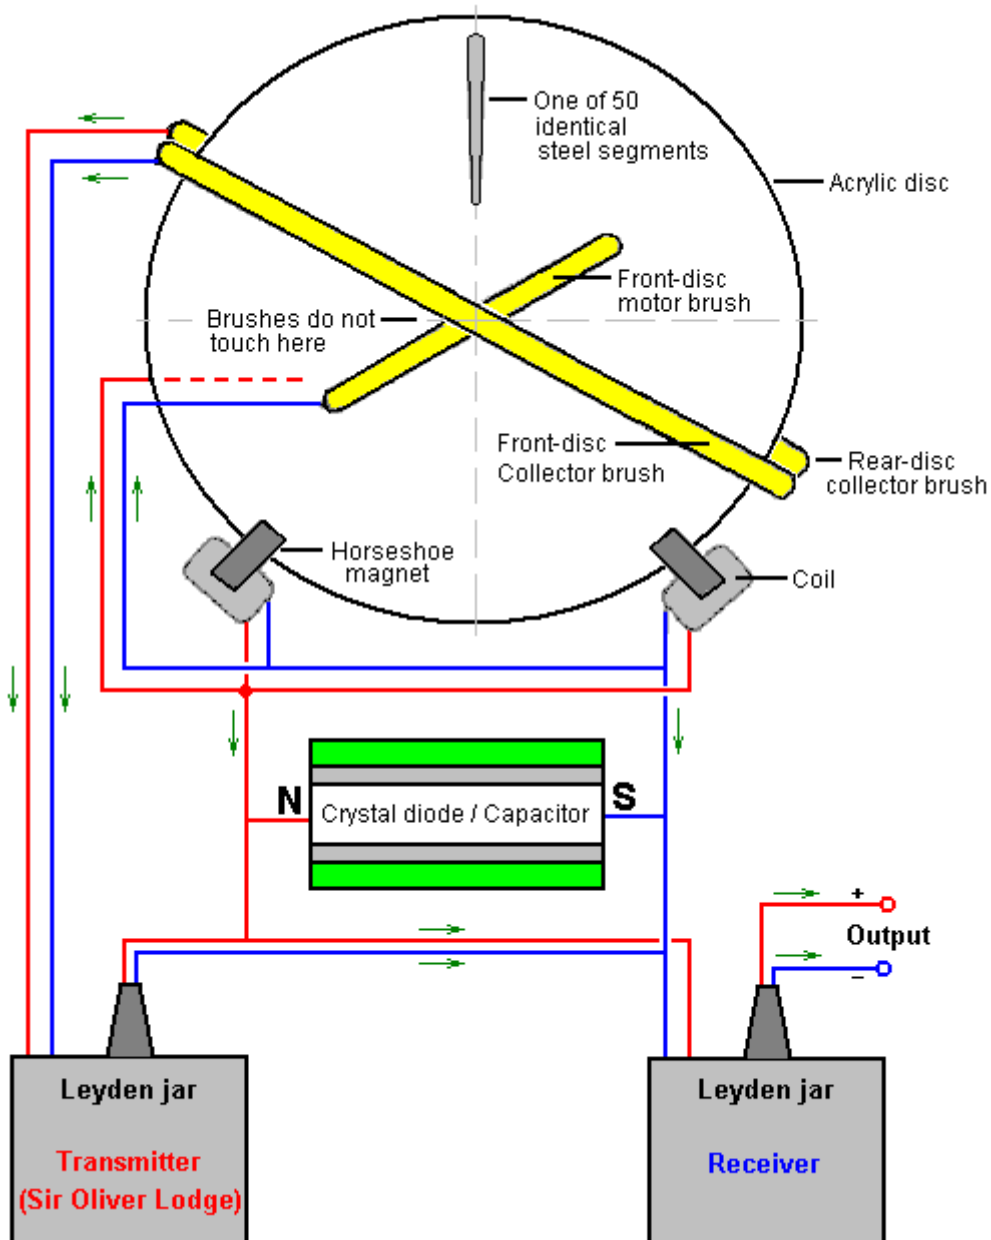 One of 50
identical
steel segments
Acrylic disc
Front-disc
motor brush
Brushes do not
touch here
Front-disc
Collector brush
Rear-disc
collector brush
Horseshoe
magnet
Coil
N
S
Crystal diode / Capacitor
+
Output
–
Leyden jar
Transmitter
(Sir Oliver Lodge)
Leyden jar
Receiver